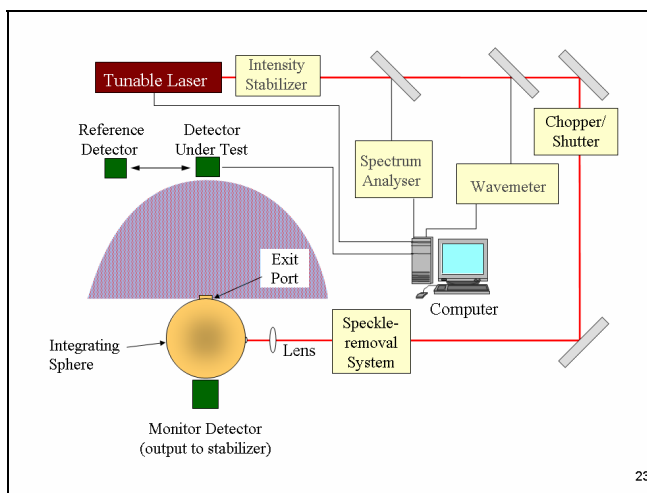 Tunable Laser
Intensity
Stabilizer
Chopper/
Shutter
Reference
Detector
Detector
Under Test
Spectrum
Analyser
Wavemeter
Exit
Port
Computer
Integrating
Sphere
Lens
Speckle-
removal
System
Monitor Detector
(output to stabilizer)
23